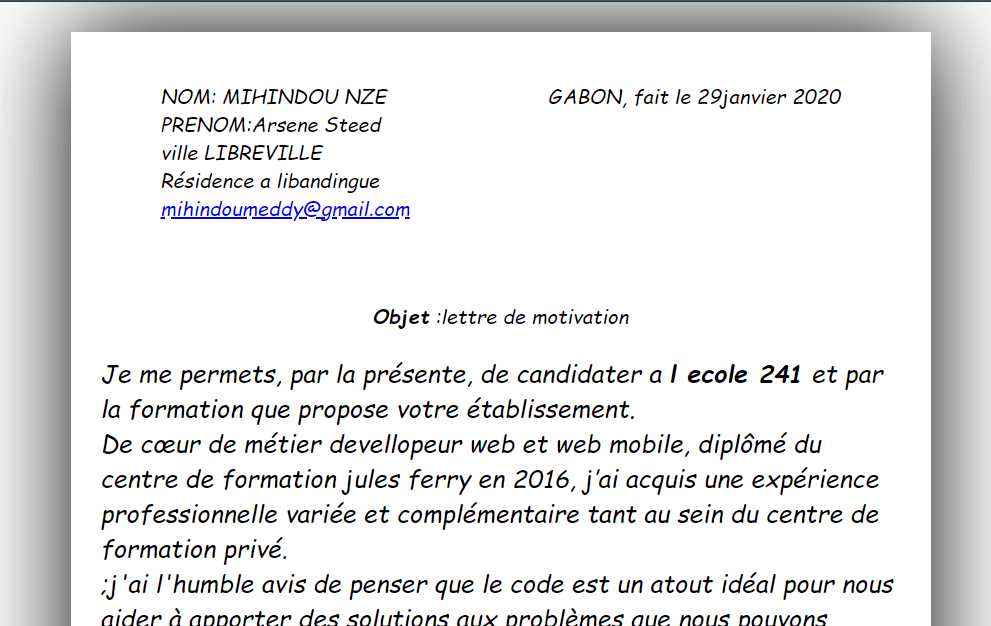 NOM: MIHINDOU NZE GABON, fait le 29janvier 2020
PRENOM:Arsene Steed
ville LIBREVILLE
Résidence a libandingue
mihindoumeddy@gmail.com
Objet :lettre de motivation
Je me permets, par la présente, de candidater a l ecole 241 et par
la formation que propose votre établissement.
De cœur de métier devellopeur web et web mobile, diplômé du
centre de formation jules ferry en 2016, j’ai acquis une expérience
professionnelle variée et complémentaire tant au sein du centre de
formation privé.
;j'ai l'humble avis de penser que le code est un atout idéal pour nous
aider à apporter des solutions aux problèmes que nous pouvons